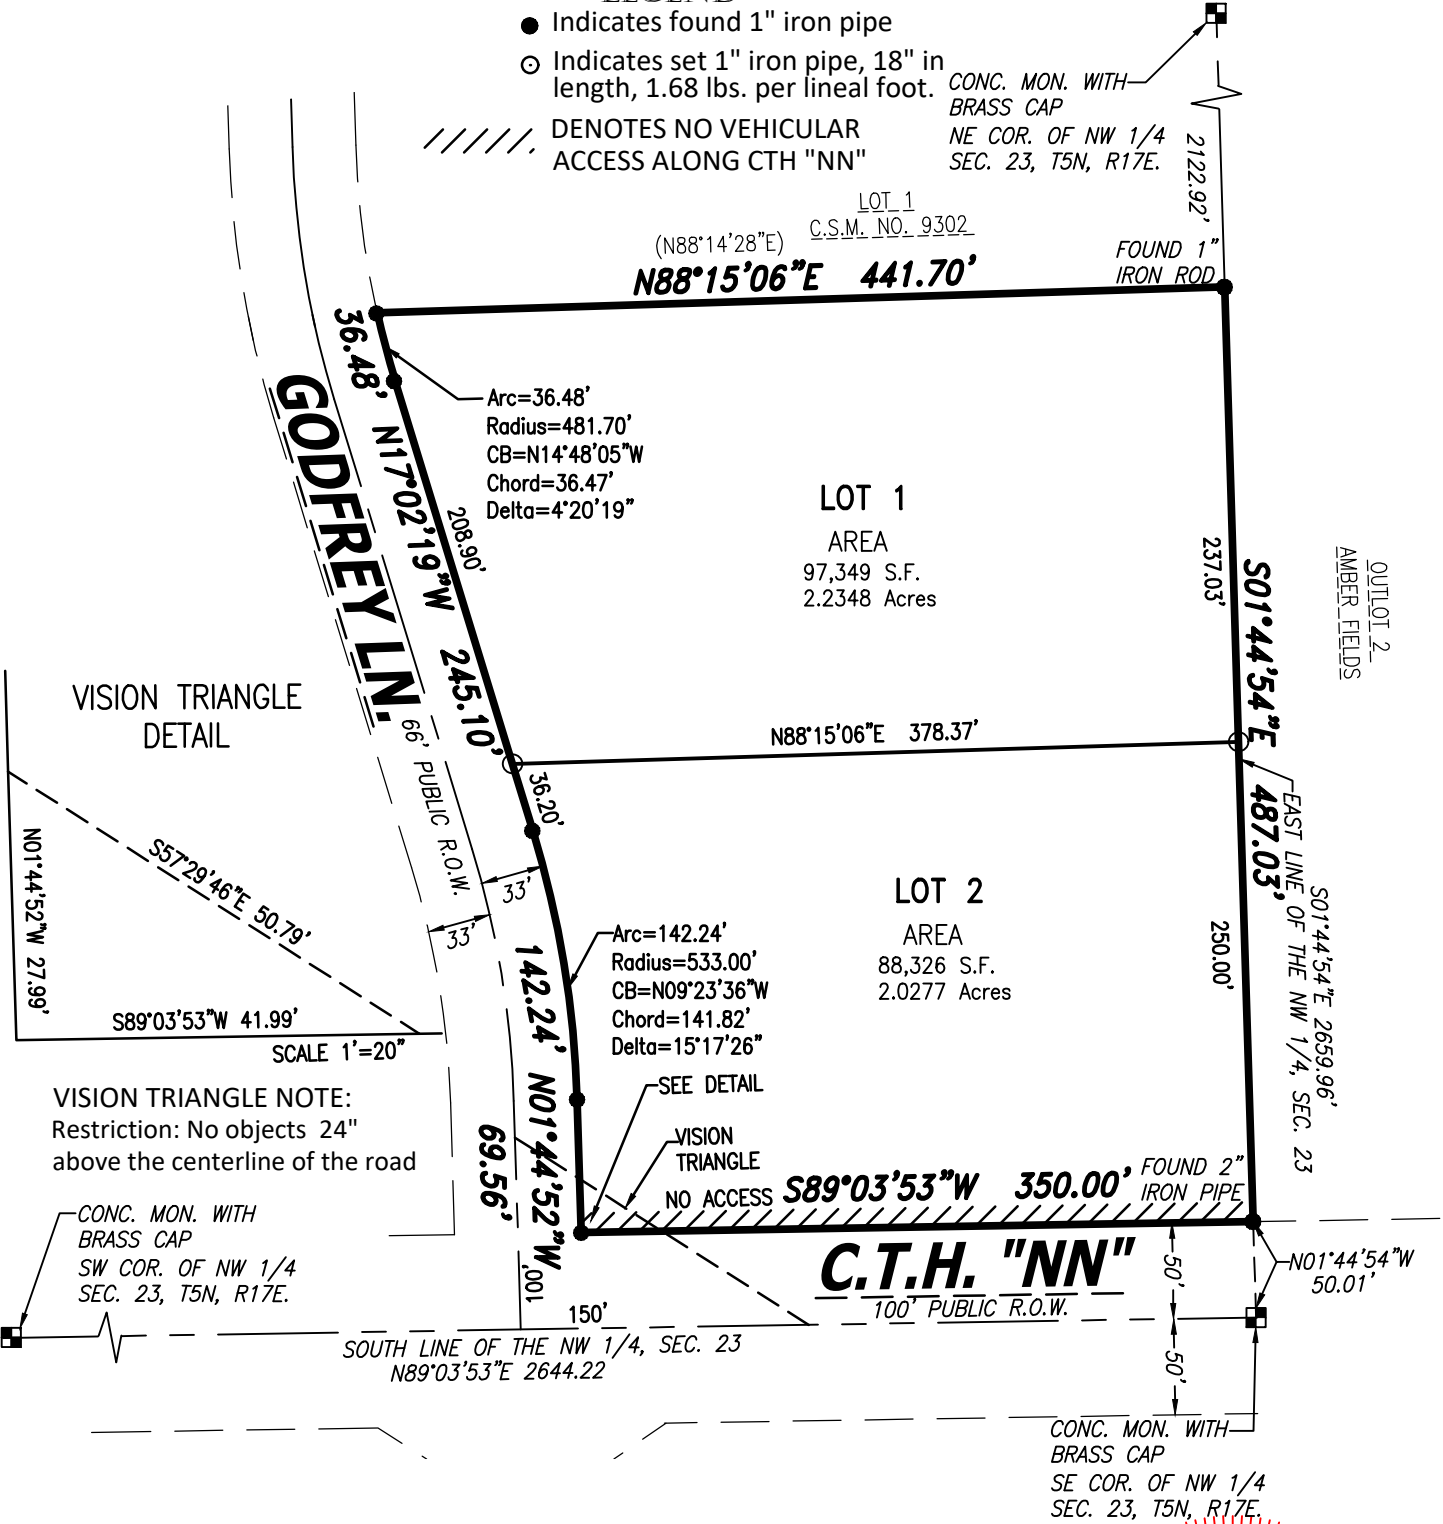 LEGEND
Indicates found 1" iron pipe
Indicates set 1" iron pipe, 18" in
length, 1.68 lbs. per lineal foot.
DENOTES NO VEHICULAR
ACCESS ALONG CTH "NN"
CONC. MON. WITH
BRASS CAP
NE COR. OF NW 1/4
SEC. 23, T5N, R17E.
2122.92'
LOT 1
C.S.M. NO. 9302
(N88°14'28"E)
N88°15'06"E 441.70'
FOUND 1"
IRON ROD
36.48'
Arc=36.48'
Radius=481.70'
CB=N14°48'05"W
Chord=36.47'
Delta=4°20'19"
GODFREY LN.
N17°02'19"W 245.10'
208.90'
LOT 1
AREA
97,349 S.F.
2.2348 Acres
237.03'
S01°44'54"E 487.03'
OUTLOT 2
AMBER FIELDS
VISION TRIANGLE
DETAIL
66' PUBLIC R.O.W.
N88°15'06"E 378.37'
36.20'
EAST LINE OF THE NW 1/4, SEC. 23
S01°44'54"E 2659.96'
N01°44'52"W 27.99'
S57°29'46"E 50.79'
S89°03'53"W 41.99'
SCALE 1'=20"
33'
33'
LOT 2
AREA
88,326 S.F.
2.0277 Acres
250.00'
142.24'
Arc=142.24'
Radius=533.00'
CB=N09°23'36"W
Chord=141.82'
Delta=15°17'26"
SEE DETAIL
VISION TRIANGLE NOTE:
Restriction: No objects 24"
above the centerline of the road
69.56'
N01°44'52"W
VISION
TRIANGLE
NO ACCESS
S89°03'53"W 350.00'
FOUND 2"
IRON PIPE
CONC. MON. WITH
BRASS CAP
SW COR. OF NW 1/4
SEC. 23, T5N, R17E.
100'
150'
C.T.H. "NN"
100' PUBLIC R.O.W.
50'
N01°44'54"W
50.01'
SOUTH LINE OF THE NW 1/4, SEC. 23
N89°03'53"E 2644.22
50'
CONC. MON. WITH
BRASS CAP
SE COR. OF NW 1/4
SEC. 23, T5N, R17E.